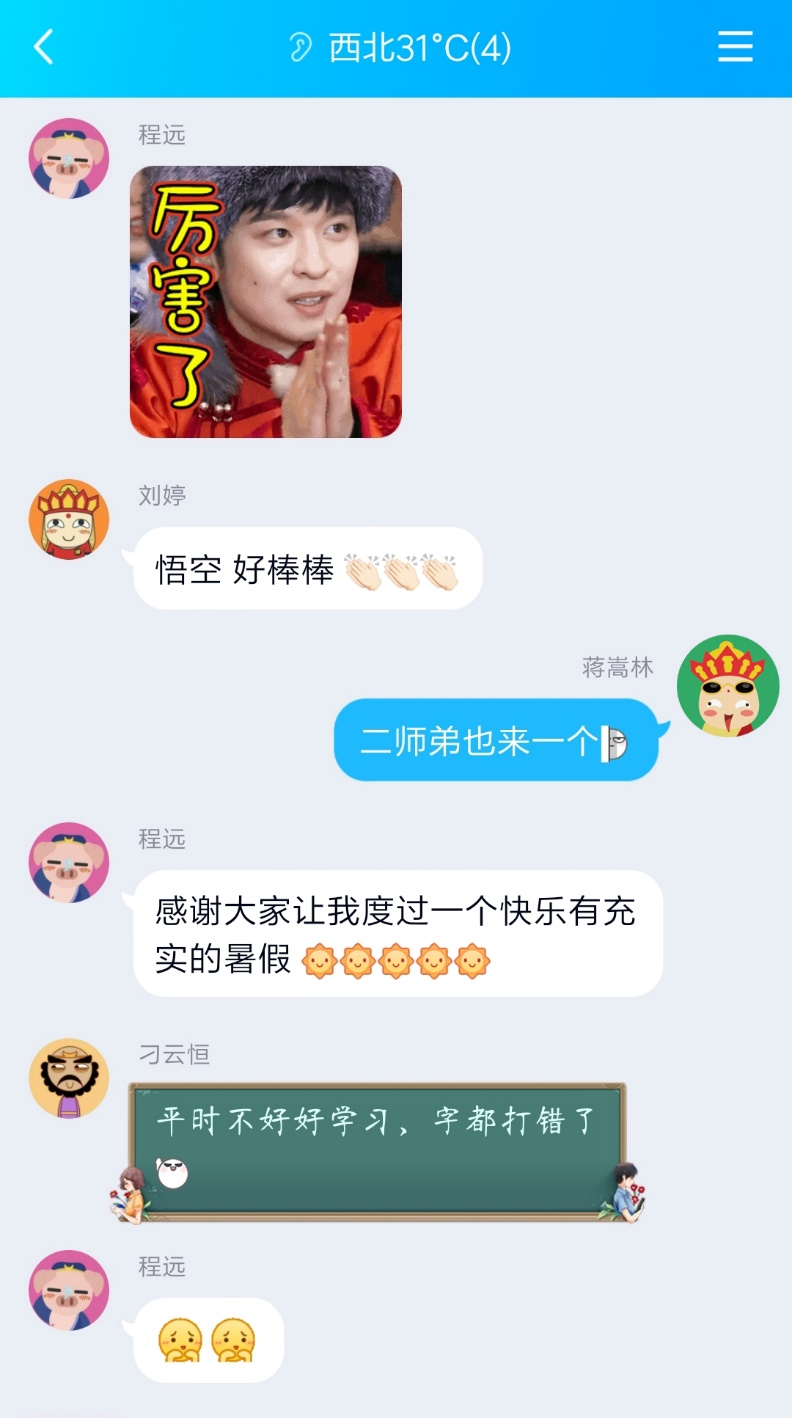 西北31°C(4)
程远
厉害了
刘婷
悟空 好棒棒 👏🏻👏🏻👏🏻
蒋嵩林
二师弟也来一个
程远
感谢大家让我度过一个快乐有充
实的暑假 🌞🌞🌞🌞🌞
刁云恒
平时不好好学习、字都打错了
程远